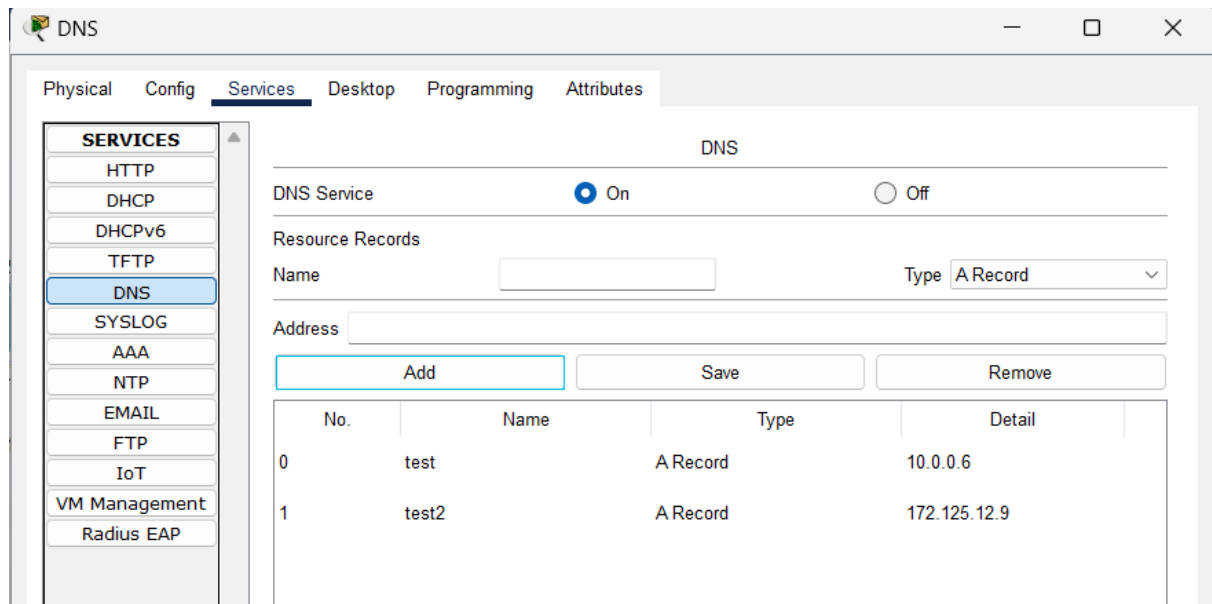 DNS
Physical Config Services Desktop Programming Attributes
SERVICES
HTTP
DHCP
DHCPv6
TFTP
DNS
SYSLOG
AAA
NTP
EMAIL
FTP
IoT
VM Management
Radius EAP
DNS
DNS Service On Off
Resource Records
Name Type A Record
Address
Add Save Remove
No. Name Type Detail
0 test A Record 10.0.0.6
1 test2 A Record 172.125.12.9